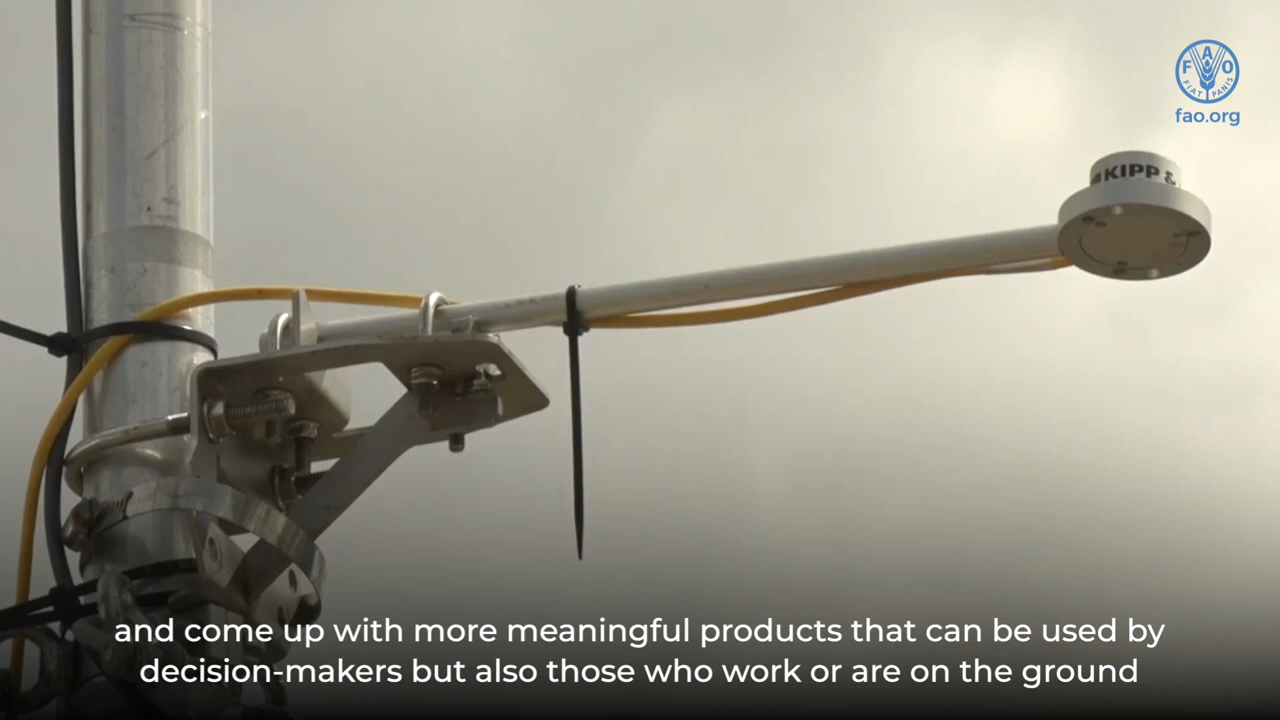 FAO
FIAT PANIS
fao.org
KIPP &
and come up with more meaningful products that can be used by
decision-makers but also those who work or are on the ground